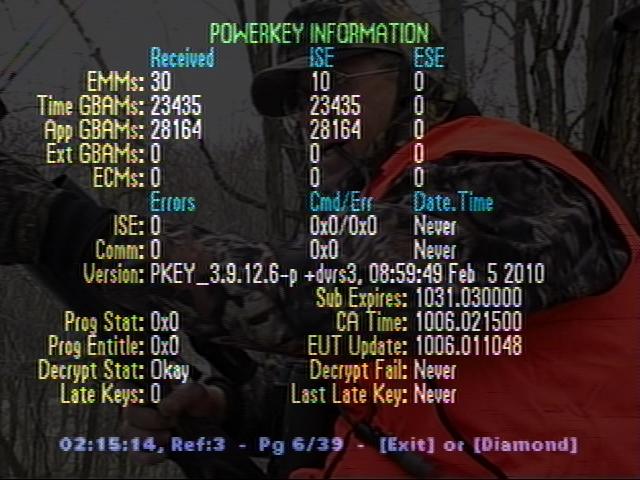 POWERKEY INFORMATION
Received ISE ESE
EMMs: 30 10 0
Time GBAMs: 23435 23435 0
App GBAMs: 28164 28164 0
Ext GBAMs: 0 0 0
ECMs: 0 0 0
Errors Cmd/Err Date.Time
ISE: 0 0x0/0x0 Never
Comm: 0 0x0 Never
Version: PKEY_3.9.12.6-p +dvrs3, 08:59:49 Feb 5 2010
Sub Expires: 1031.030000
Prog Stat: 0x0 CA Time: 1006.021500
Prog Entitle: 0x0 EUT Update: 1006.011048
Decrypt Stat: Okay Decrypt Fail: Never
Late Keys: 0 Last Late Key: Never
02:15:14, Ref:3 - Pg 6/39 - [Exit] or [Diamond]